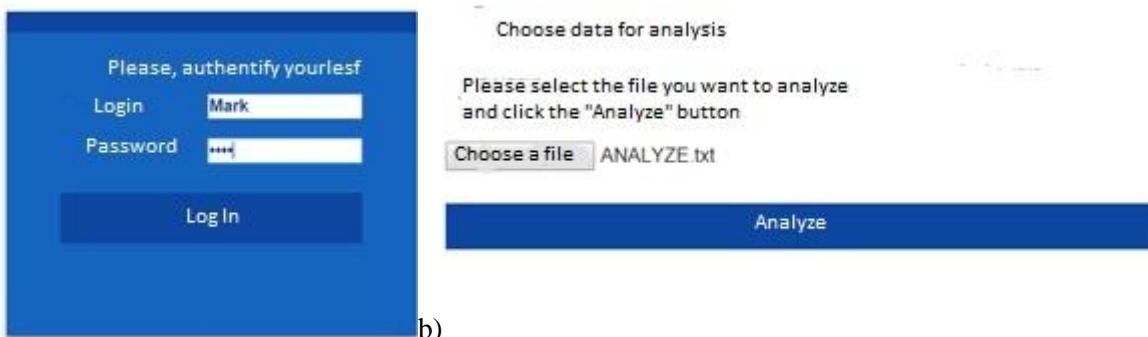 Please, authentify yourlesf
Login Mark
Password ••••
Log In
b)
Choose data for analysis
Please select the file you want to analyze
and click the "Analyze" button
Choose a file ANALYZE.txt
Analyze